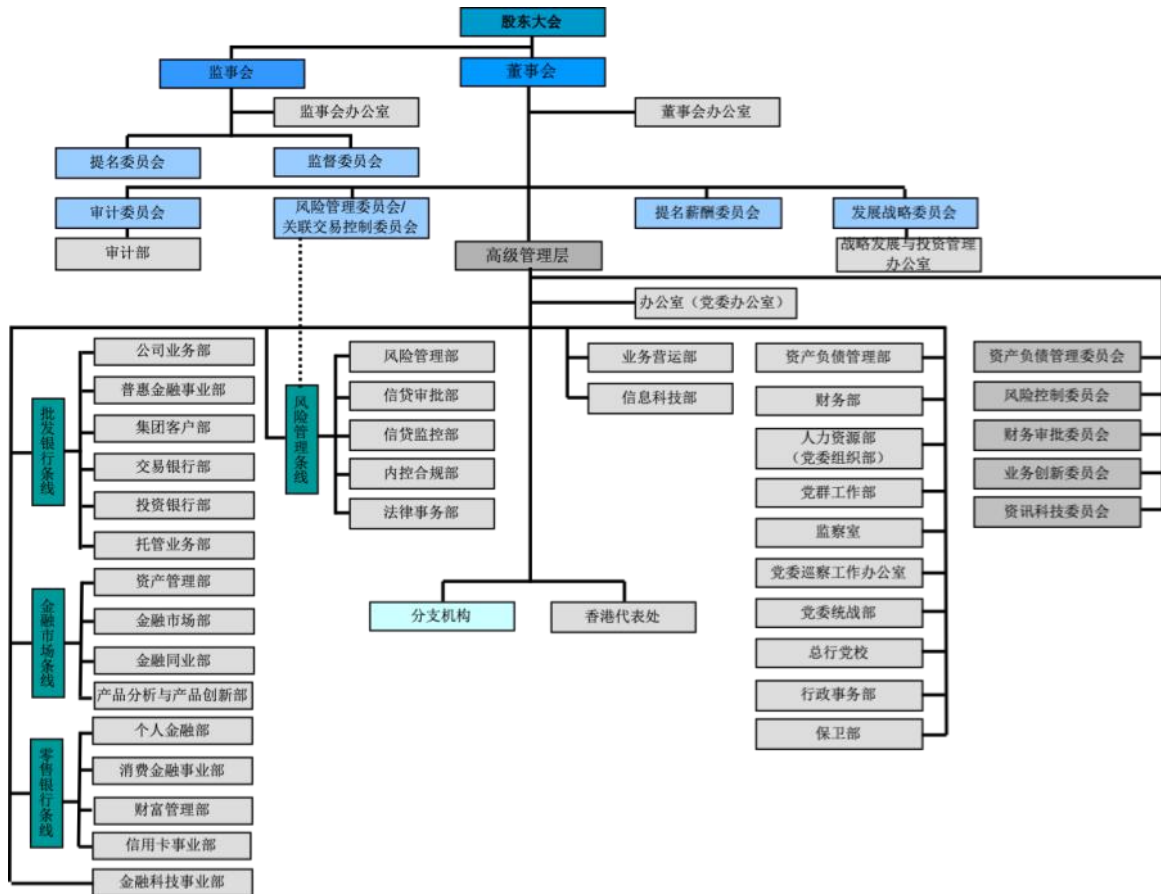 股东大会
监事会
董事会
监事会办公室
董事会办公室
提名委员会
监督委员会
审计委员会
风险管理委员会/
关联交易控制委员会
提名薪酬委员会
发展战略委员会
审计部
战略发展与投资管理
办公室
高级管理层
办公室（党委办公室）
批发银行条线
公司业务部
普惠金融事业部
集团客户部
交易银行部
投资银行部
托管业务部
金融市场条线
资产管理部
金融市场部
金融同业部
产品分析与产品创新部
零售银行条线
个人金融部
消费金融事业部
财富管理部
信用卡事业部
金融科技事业部
风险管理条线
风险管理部
信贷审批部
信贷监控部
内控合规部
法律事务部
业务营运部
信息科技部
分支机构
香港代表处
资产负债管理部
财务部
人力资源部
（党委组织部）
党群工作部
监察室
党委巡察工作办公室
党委统战部
总行党校
行政事务部
保卫部
资产负债管理委员会
风险控制委员会
财务审批委员会
业务创新委员会
资讯科技委员会